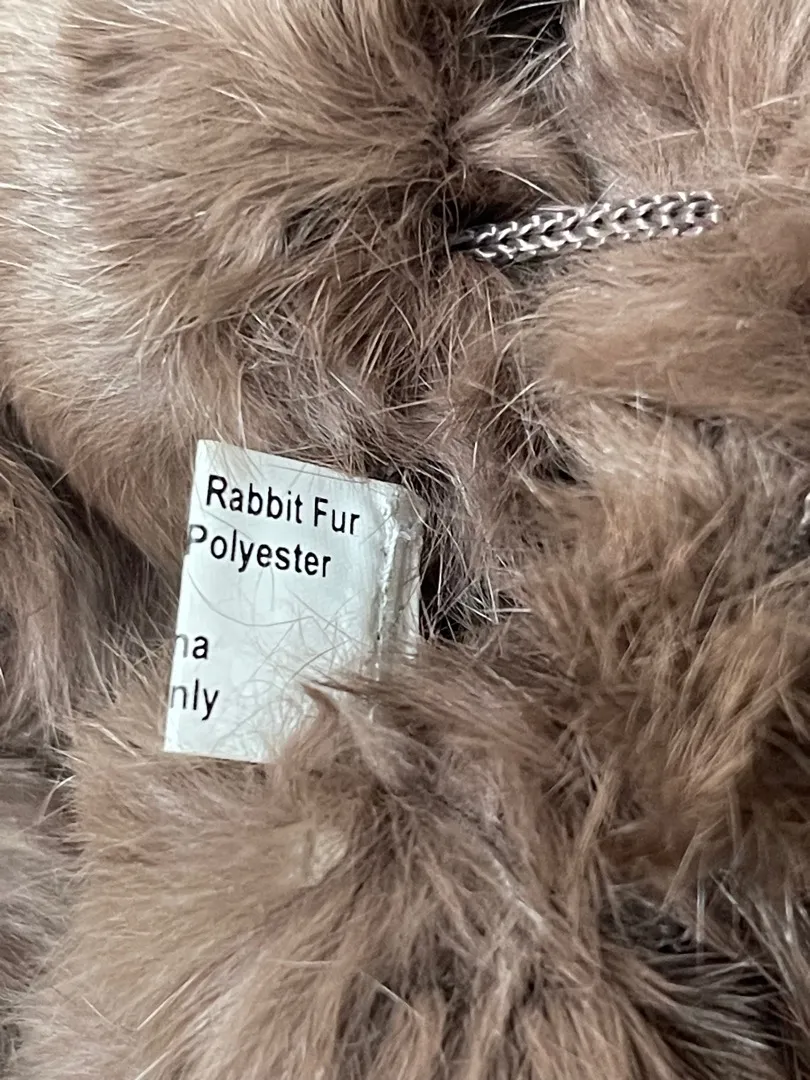 Rabbit Fur
Polyester
na
nly